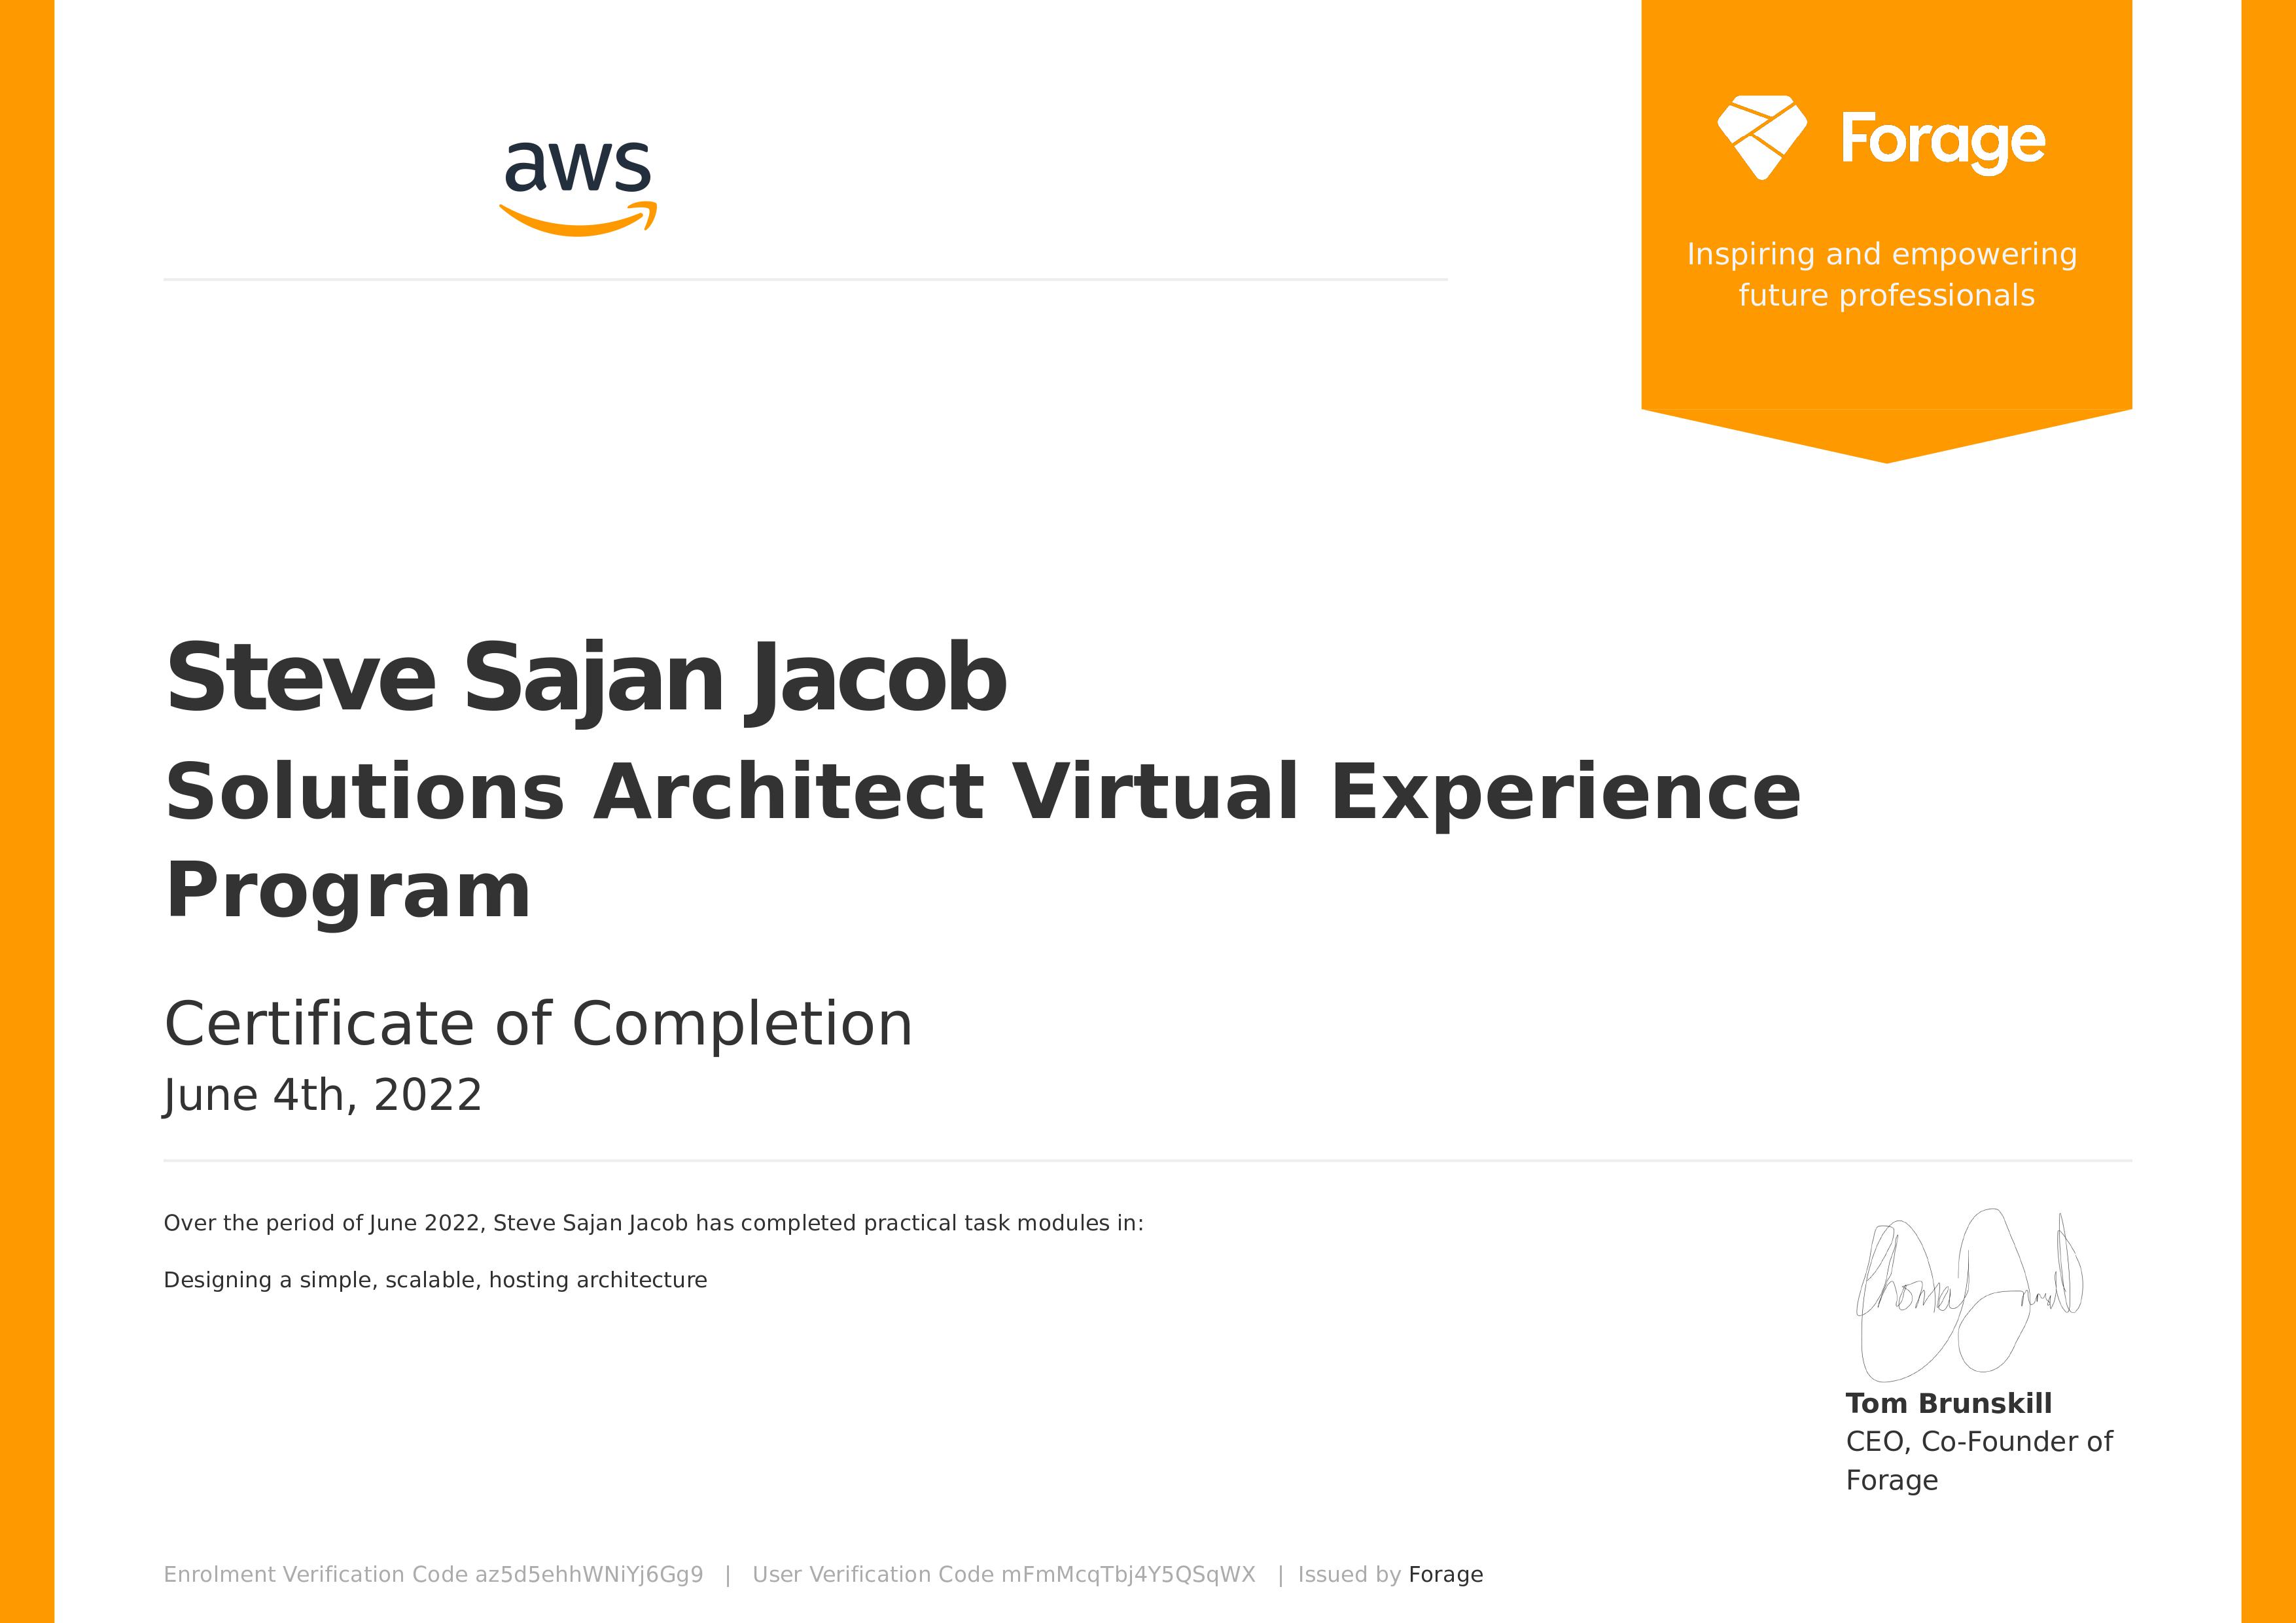 aws
Forage
Inspiring and empowering
future professionals
Steve Sajan Jacob
Solutions Architect Virtual Experience
Program
Certificate of Completion
June 4th, 2022
Over the period of June 2022, Steve Sajan Jacob has completed practical task modules in:
Designing a simple, scalable, hosting architecture
Tom Brunskill
CEO, Co-Founder of
Forage
Enrolment Verification Code az5d5ehhWNiYj6Gg9 | User Verification Code mFmMcqTbj4Y5QSqWX | Issued by Forage